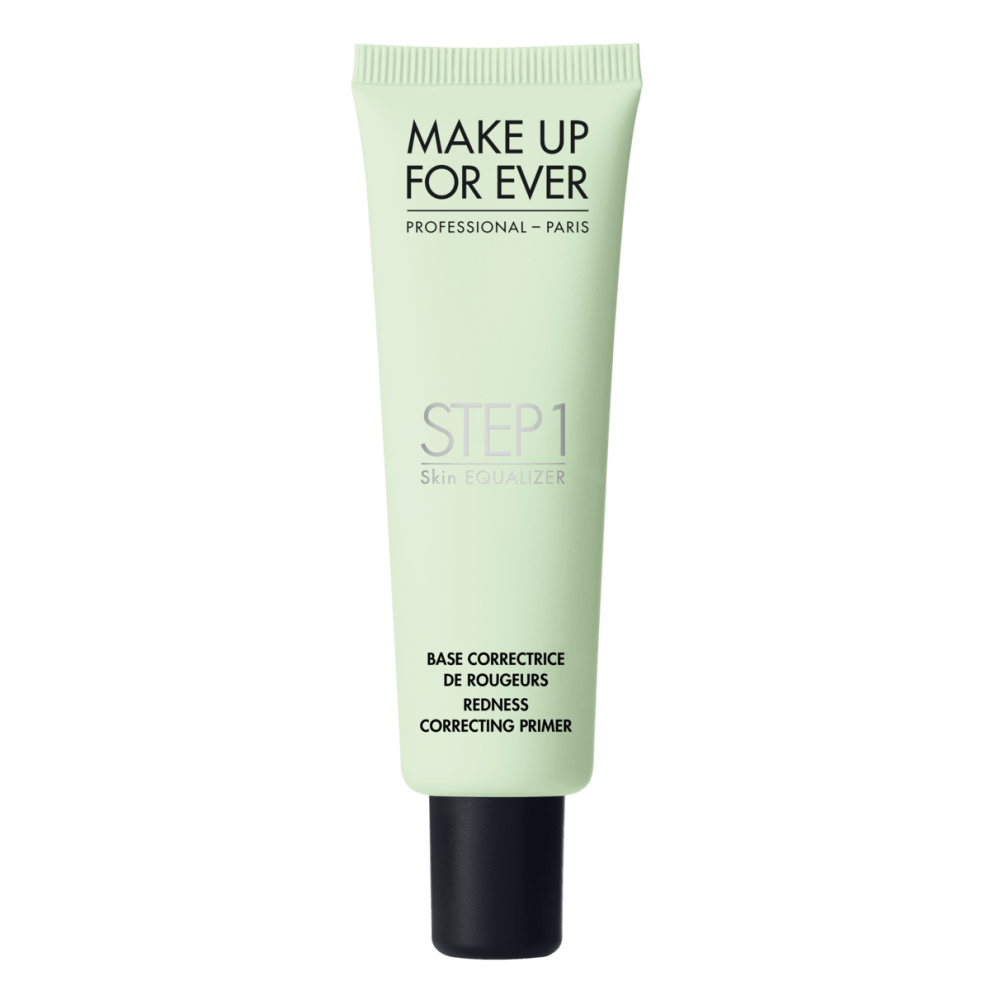 MAKE UP
FOR EVER
PROFESSIONAL – PARIS
STEP 1
Skin EQUALIZER
BASE CORRECTRICE
DE ROUGEURS
REDNESS
CORRECTING PRIMER